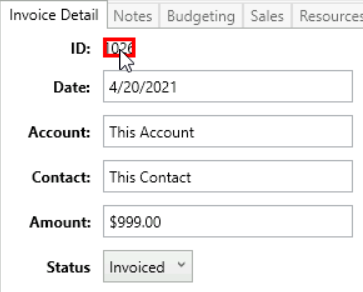 Invoice Detail Notes Budgeting Sales Resources
ID: 1026
Date: 4/20/2021
Account: This Account
Contact: This Contact
Amount: $999.00
Status Invoiced